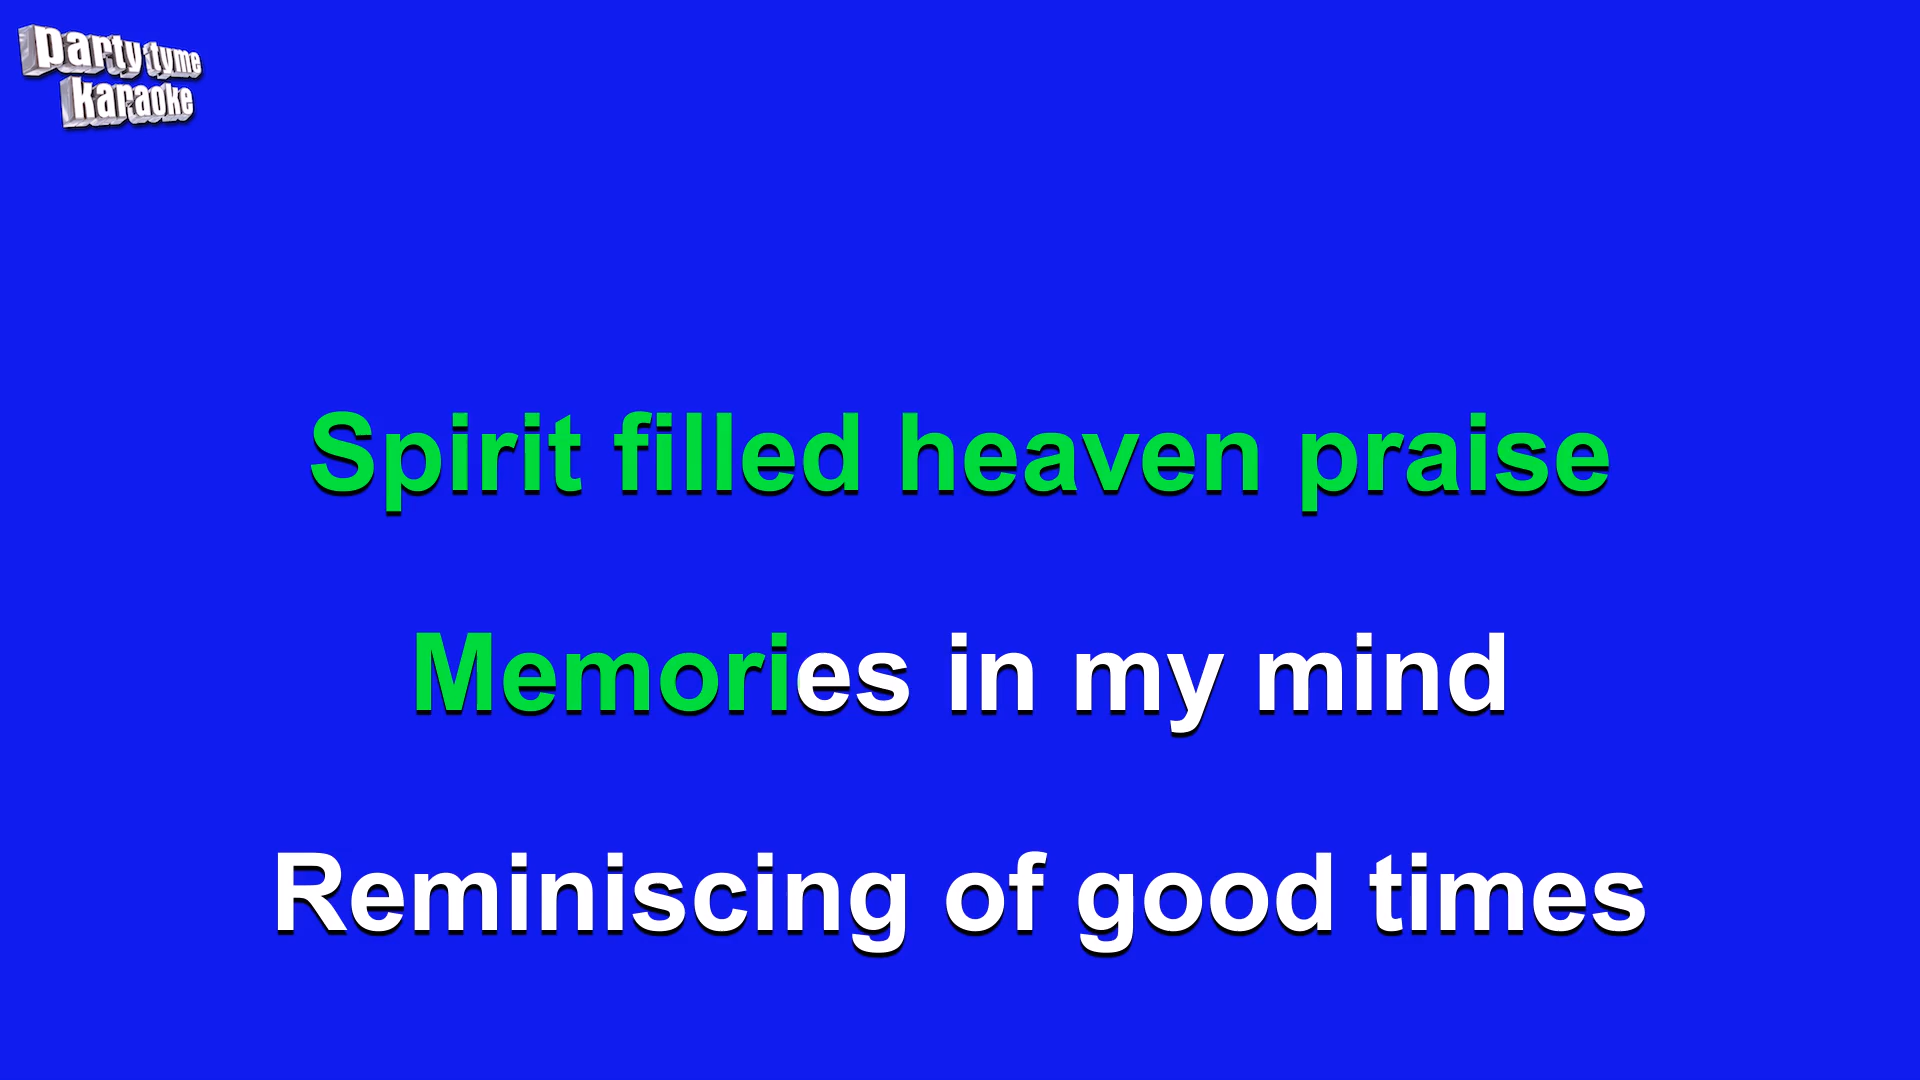 party tyme
karaoke
Spirit filled heaven praise
Memories in my mind
Reminiscing of good times